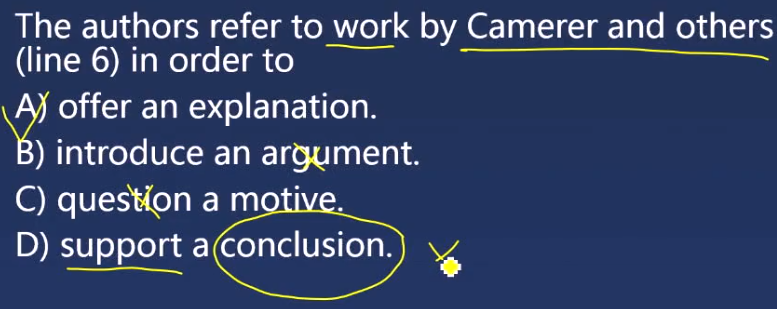 The authors refer to work by Camerer and others
(line 6) in order to
A) offer an explanation.
B) introduce an argument.
C) question a motive.
D) support a conclusion.